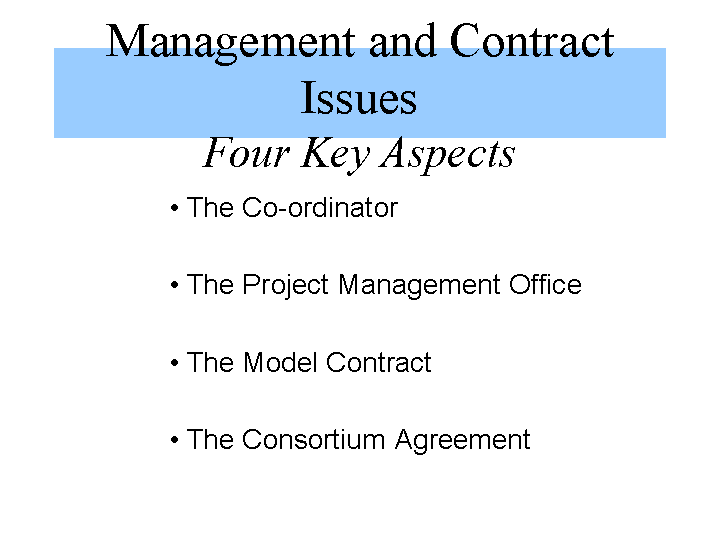 Management and Contract
Issues
Four Key Aspects
• The Co-ordinator
• The Project Management Office
• The Model Contract
• The Consortium Agreement